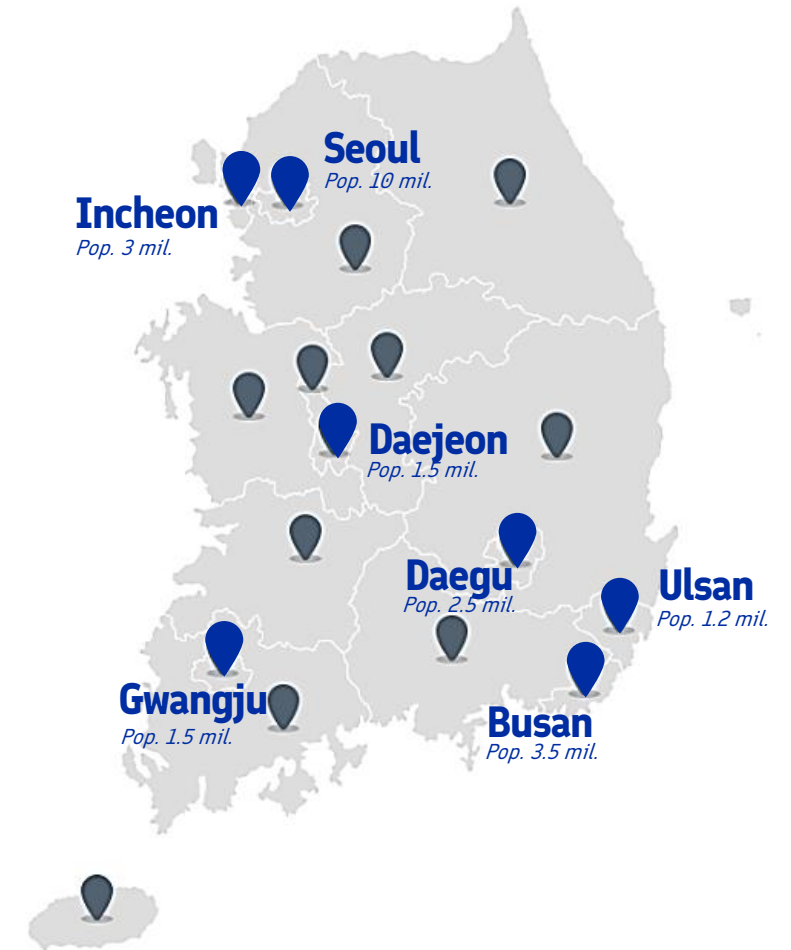 Seoul
Pop. 10 mil.
Incheon
Pop. 3 mil.
Daejeon
Pop. 1.5 mil.
Daegu
Pop. 2.5 mil.
Ulsan
Pop. 1.2 mil.
Gwangju
Pop. 1.5 mil.
Busan
Pop. 3.5 mil.